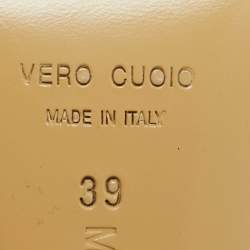 VERO CUOIO
MADE IN ITALY
39
M